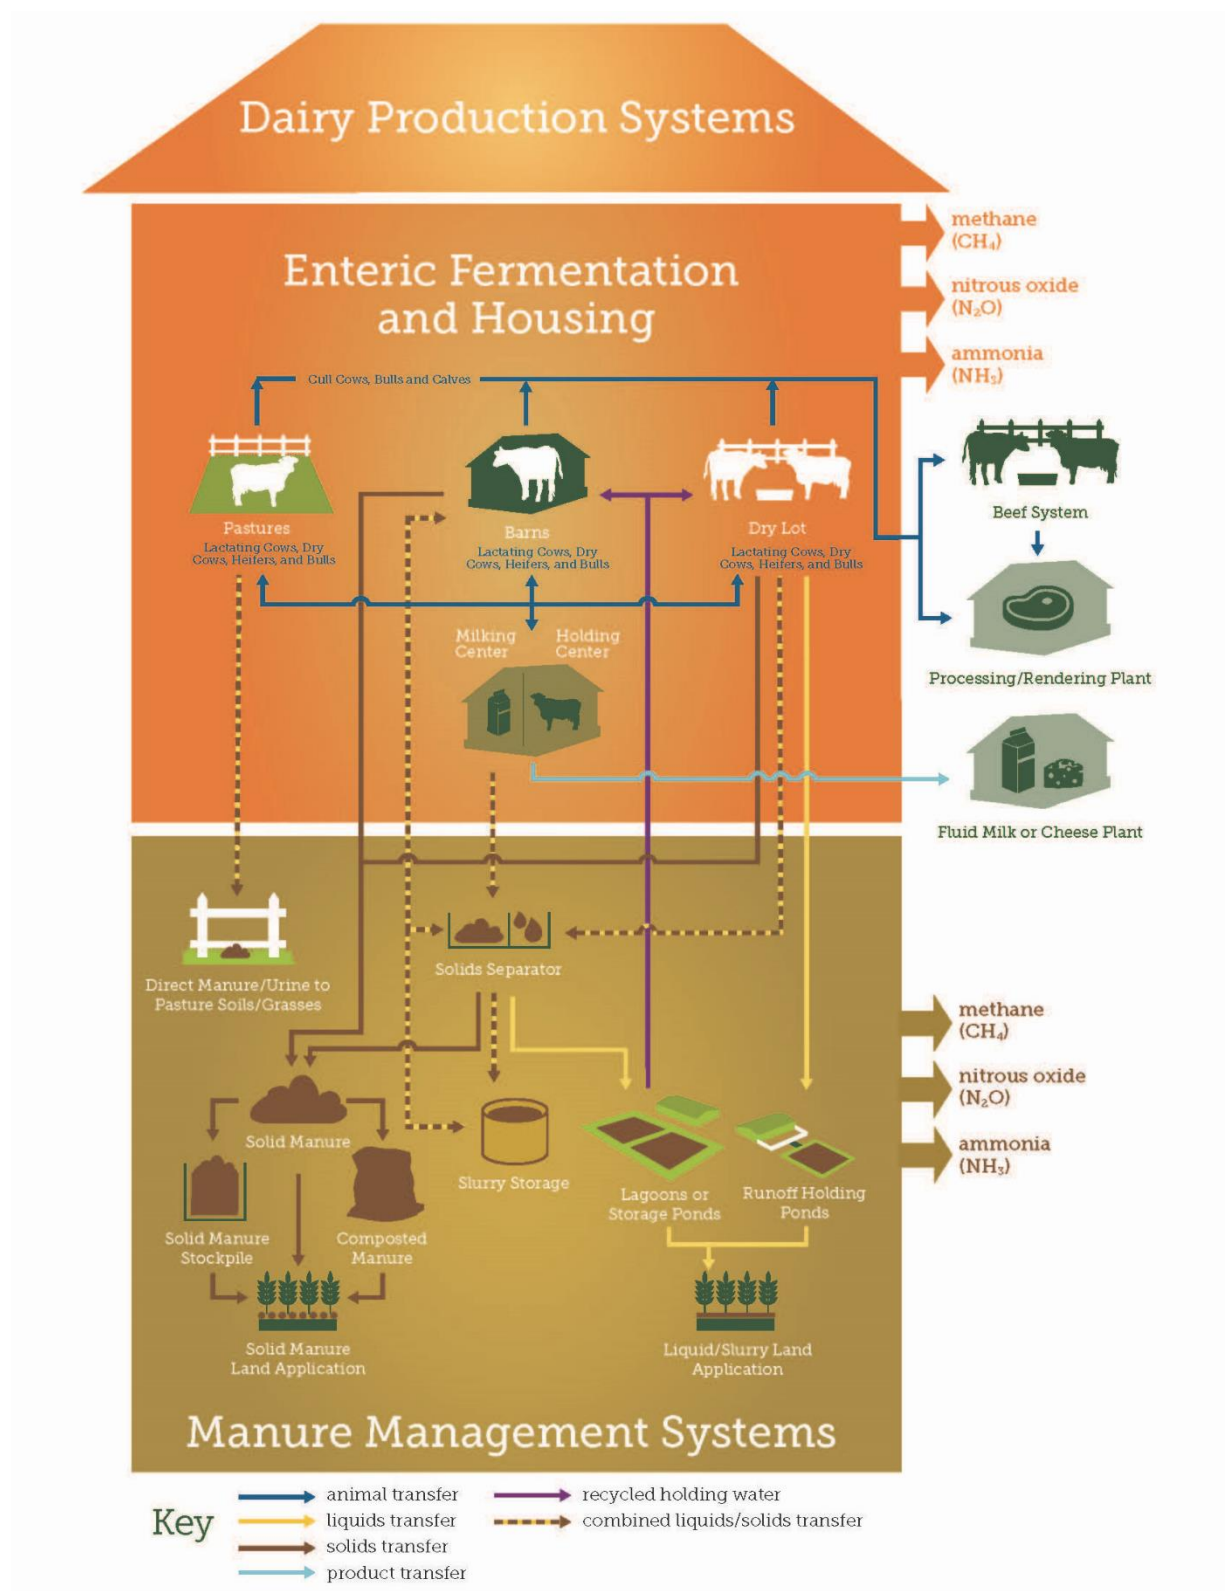 Dairy Production Systems
Enteric Fermentation
and Housing
methane
(CH₄)
nitrous oxide
(N₂O)
ammonia
(NH₃)
Cull Cows, Bulls and Calves
Pastures
Lactating Cows, Dry
Cows, Heifers, and Bulls
Barns
Lactating Cows, Dry
Cows, Heifers, and Bulls
Dry Lot
Lactating Cows, Dry
Cows, Heifers, and Bulls
Beef System
Milking
Center
Holding
Center
Processing/Rendering Plant
Fluid Milk or Cheese Plant
Direct Manure/Urine to
Pasture Soils/Grasses
Solids Separator
methane
(CH₄)
nitrous oxide
(N₂O)
ammonia
(NH₃)
Solid Manure
Slurry Storage
Lagoons or
Storage Ponds
Runoff Holding
Ponds
Solid Manure
Stockpile
Composted
Manure
Solid Manure
Land Application
Liquid/Slurry Land
Application
Manure Management Systems
Key
animal transfer
liquids transfer
solids transfer
product transfer
recycled holding water
combined liquids/solids transfer